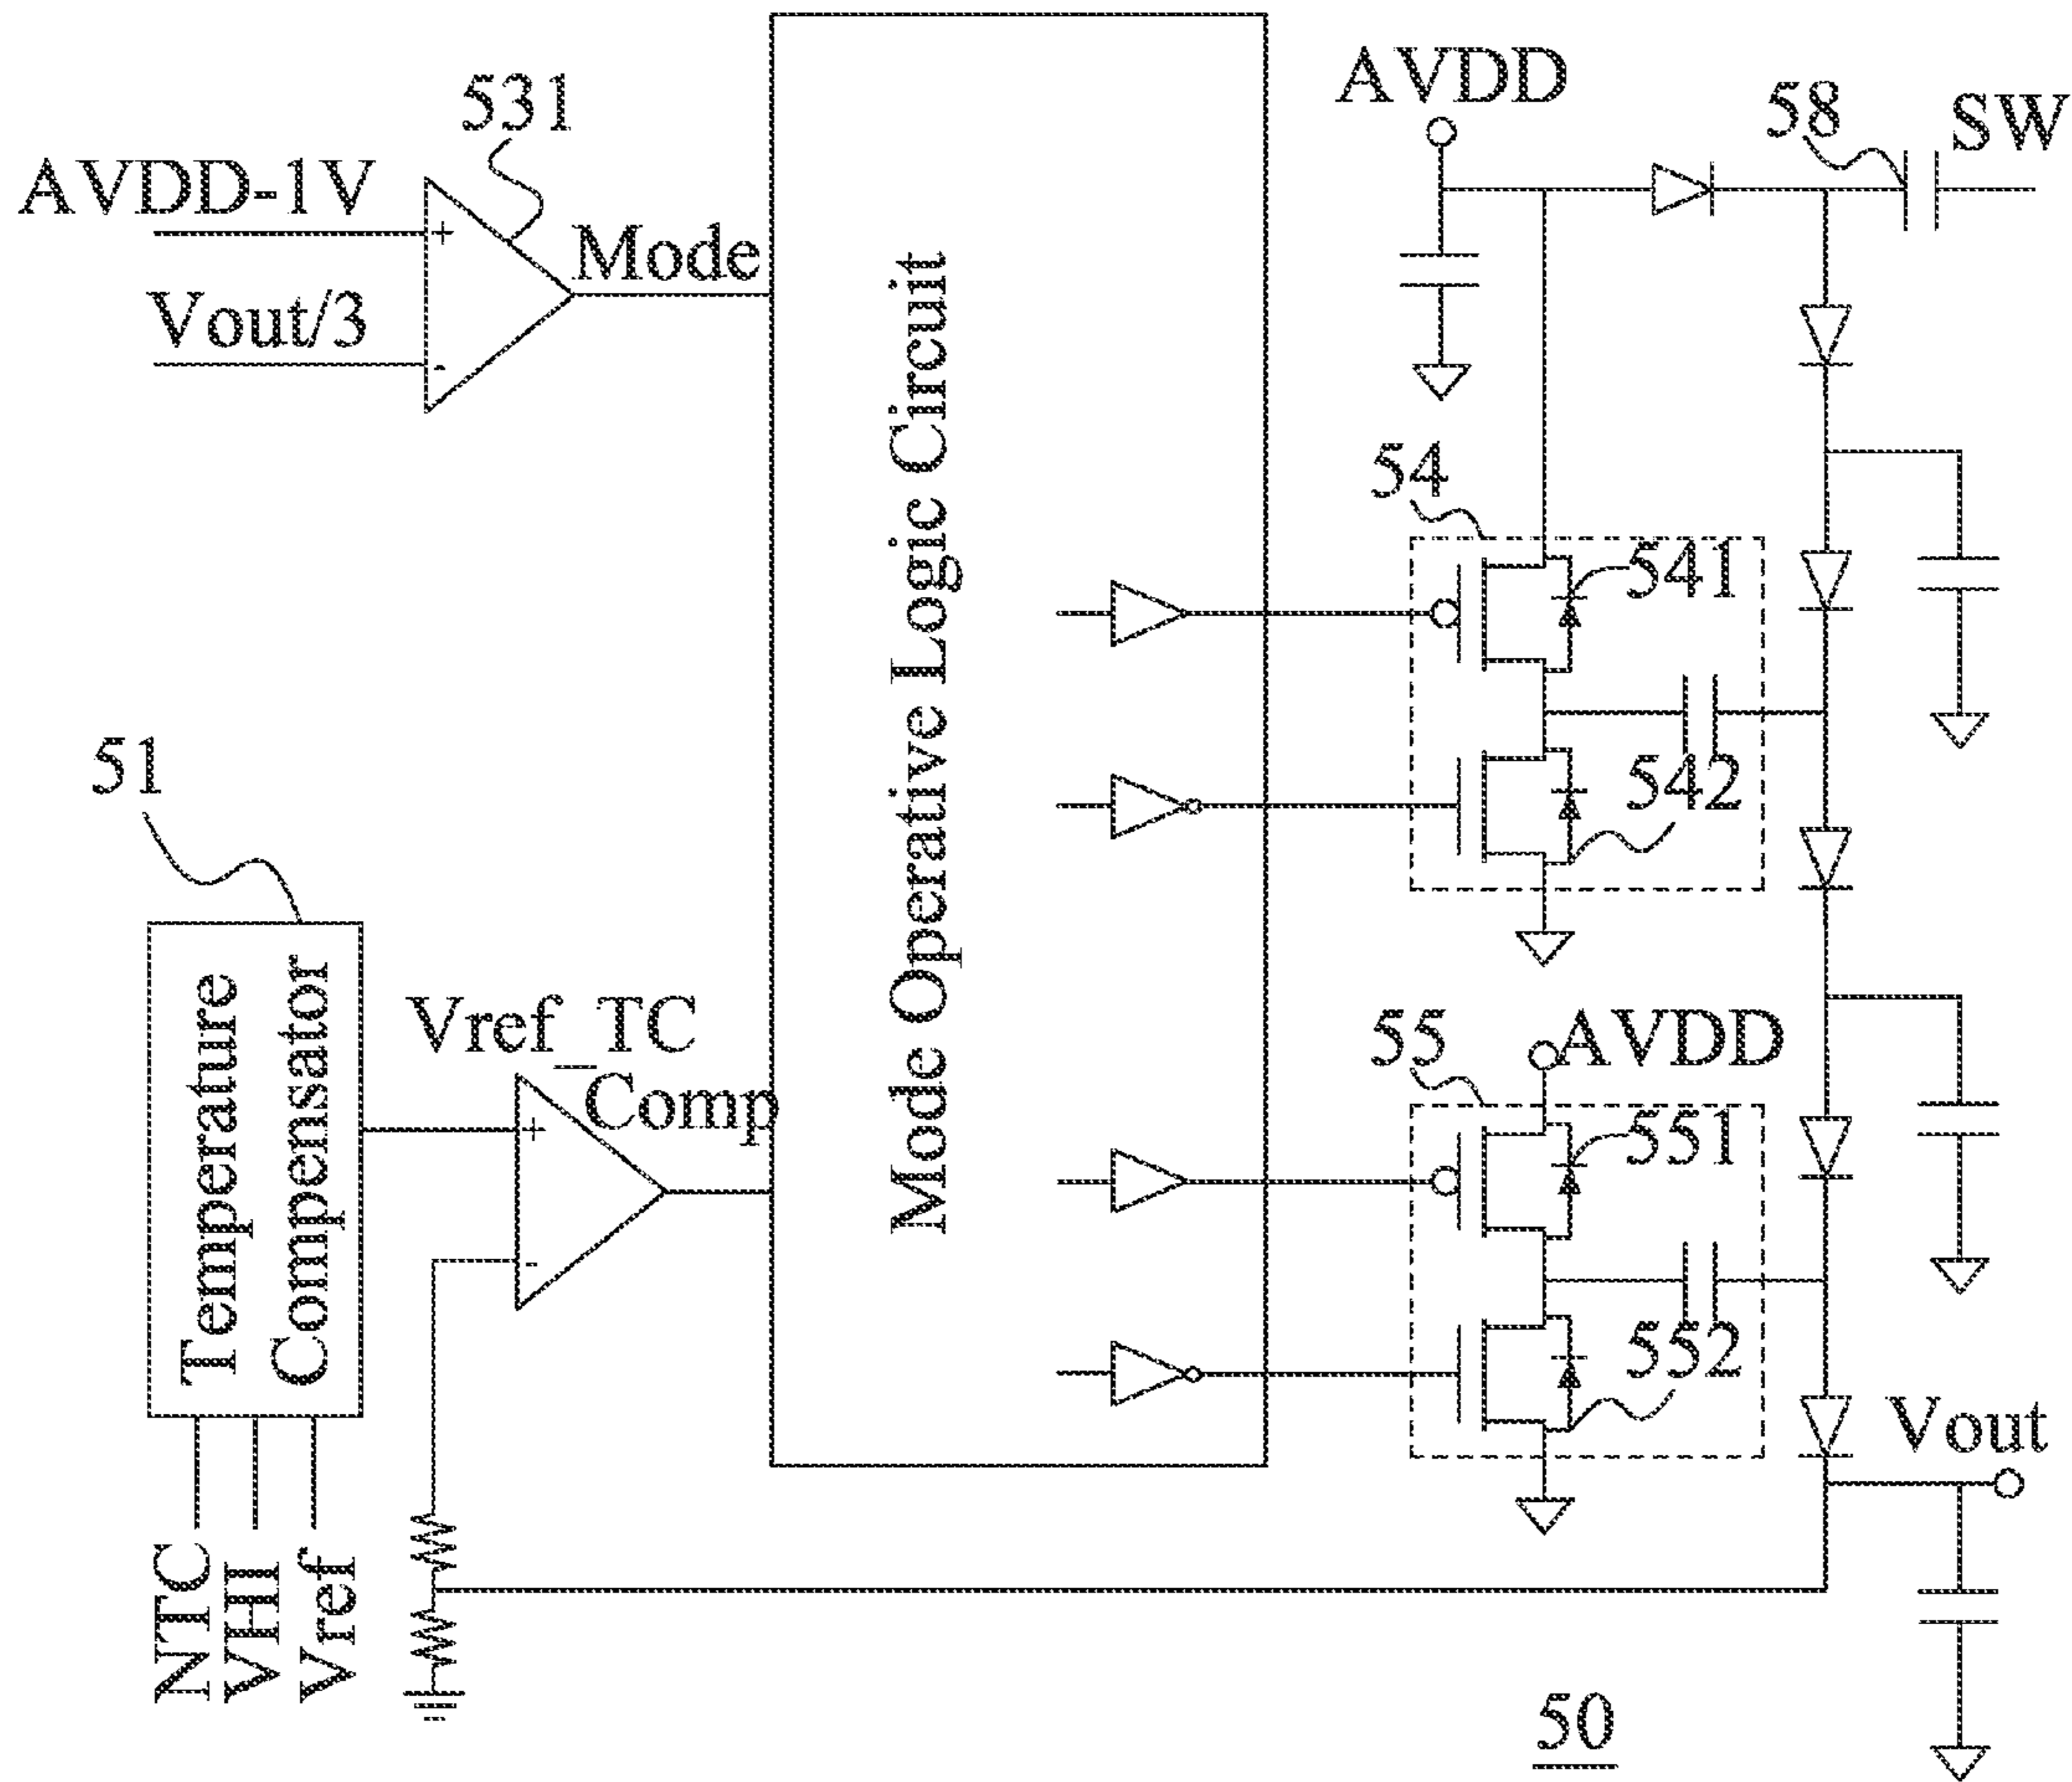 AVDD
58
SW
531
AVDD-1V
+
Mode
Vout/3
-
Mode Operative Logic Circuit
54
541
542
51
Temperature
Compensator
Vref_TC
Comp
+
-
55
AVDD
551
552
Vout
NTC
VHI
Vref
50